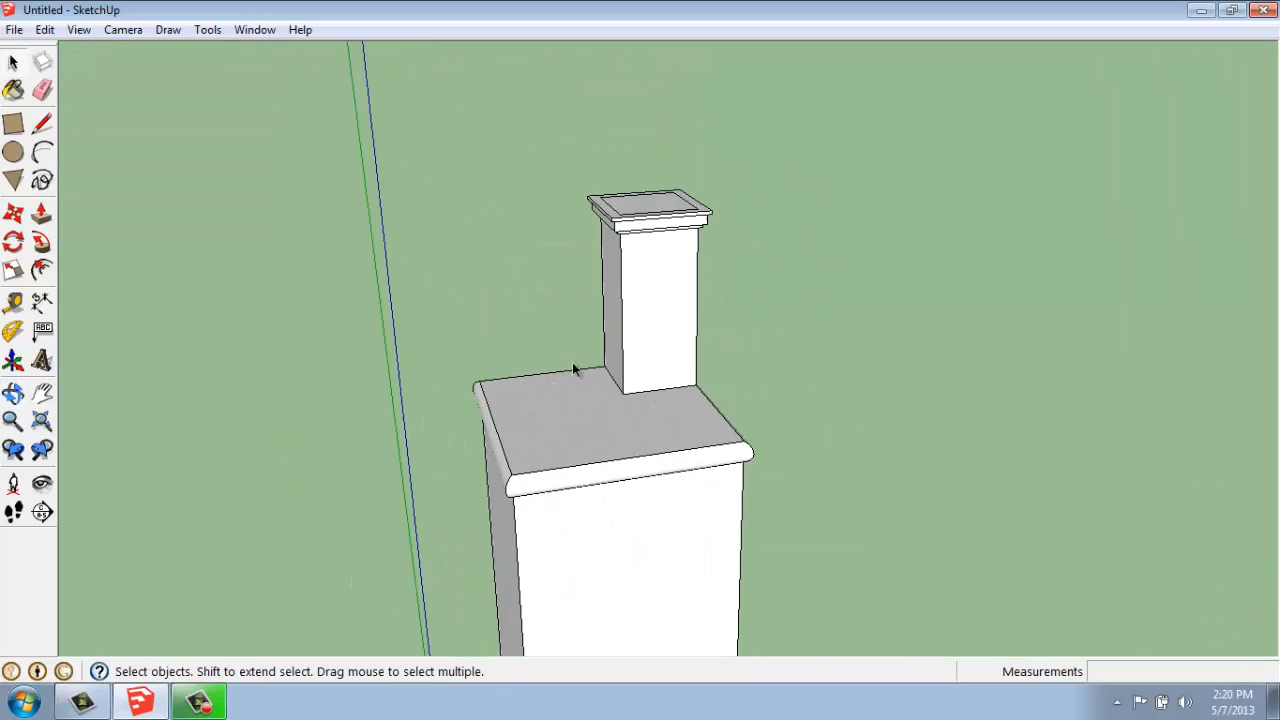 Untitled - SketchUp
File Edit View Camera Draw Tools Window Help
ABC
Select objects. Shift to extend select. Drag mouse to select multiple.
Measurements
2:20 PM
5/7/2013